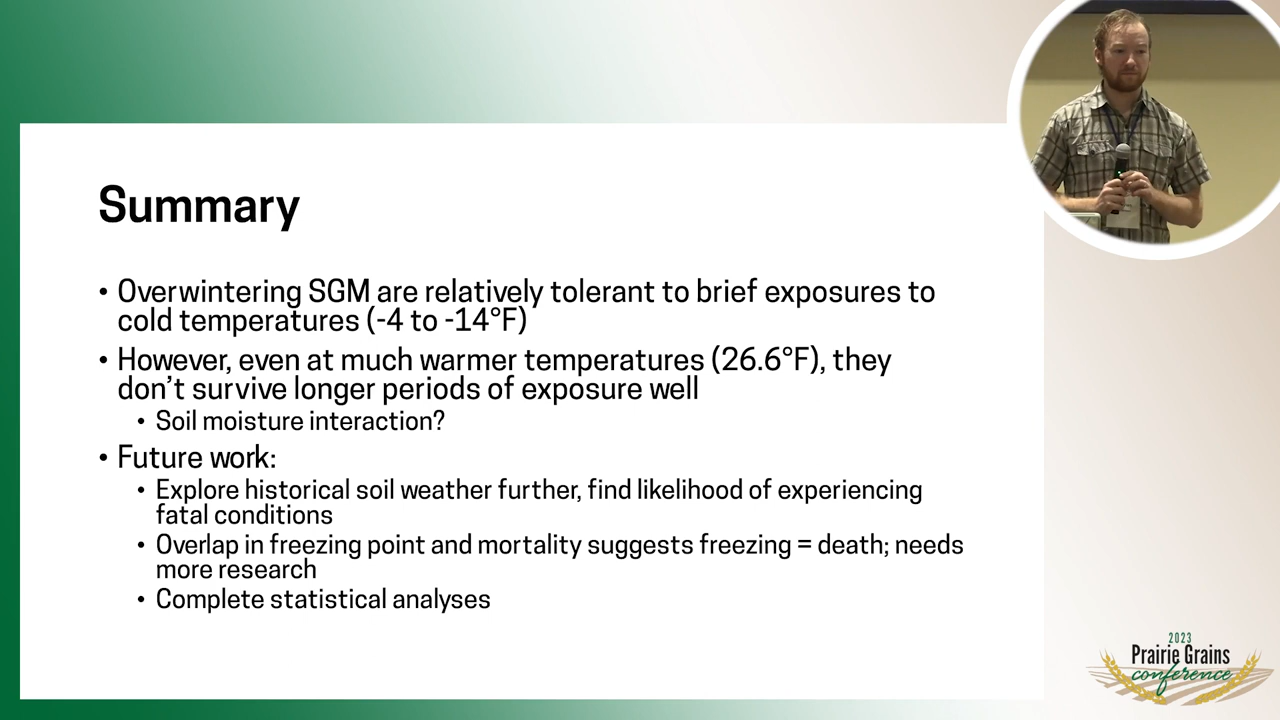 Summary
• Overwintering SGM are relatively tolerant to brief exposures to
cold temperatures (-4 to -14°F)
• However, even at much warmer temperatures (26.6°F), they
don't survive longer periods of exposure well
• Soil moisture interaction?
• Future work:
• Explore historical soil weather further, find likelihood of experiencing
fatal conditions
• Overlap in freezing point and mortality suggests freezing = death; needs
more research
• Complete statistical analyses
2023
Prairie Grains
conference